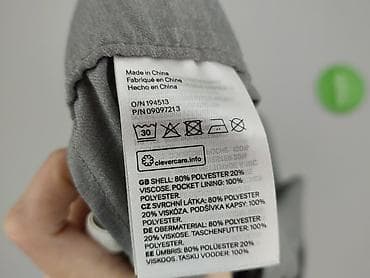 Made in China
Fabriqué en Chine
Hecho en China
O/N 194513
P/N 09097213
30
clevercare.info
GB SHELL: 80% POLYESTER 20%
VISCOSE. POCKET LINING: 100%
POLYESTER.
CZ SVRCHNÍ LÁTKA: 80% POLYESTER
20% VISKÓZA. PODŠÍVKA KAPSY: 100%
POLYESTER.
DE OBERMATERIAL: 80% POLYESTER
20% VISKOSE. TASCHENFUTTER: 100%
POLYESTER.
EE ÜMBRIS: 80% POLÜESTER 20%
VISKOOS. TASKU VOODER: 100%